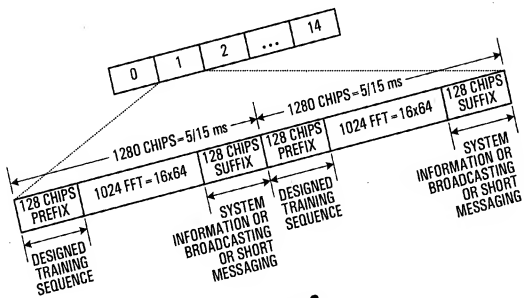 0 1 2 ... 14
1280 CHIPS=5/15 ms
1280 CHIPS=5/15 ms
128 CHIPS
PREFIX
1024 FFT=16x64
128 CHIPS
SUFFIX
128 CHIPS
PREFIX
1024 FFT=16x64
128 CHIPS
SUFFIX
DESIGNED
TRAINING
SEQUENCE
SYSTEM
INFORMATION OR
BROADCASTING
OR SHORT
MESSAGING
DESIGNED
TRAINING
SEQUENCE
SYSTEM
INFORMATION OR
BROADCASTING
OR SHORT
MESSAGING